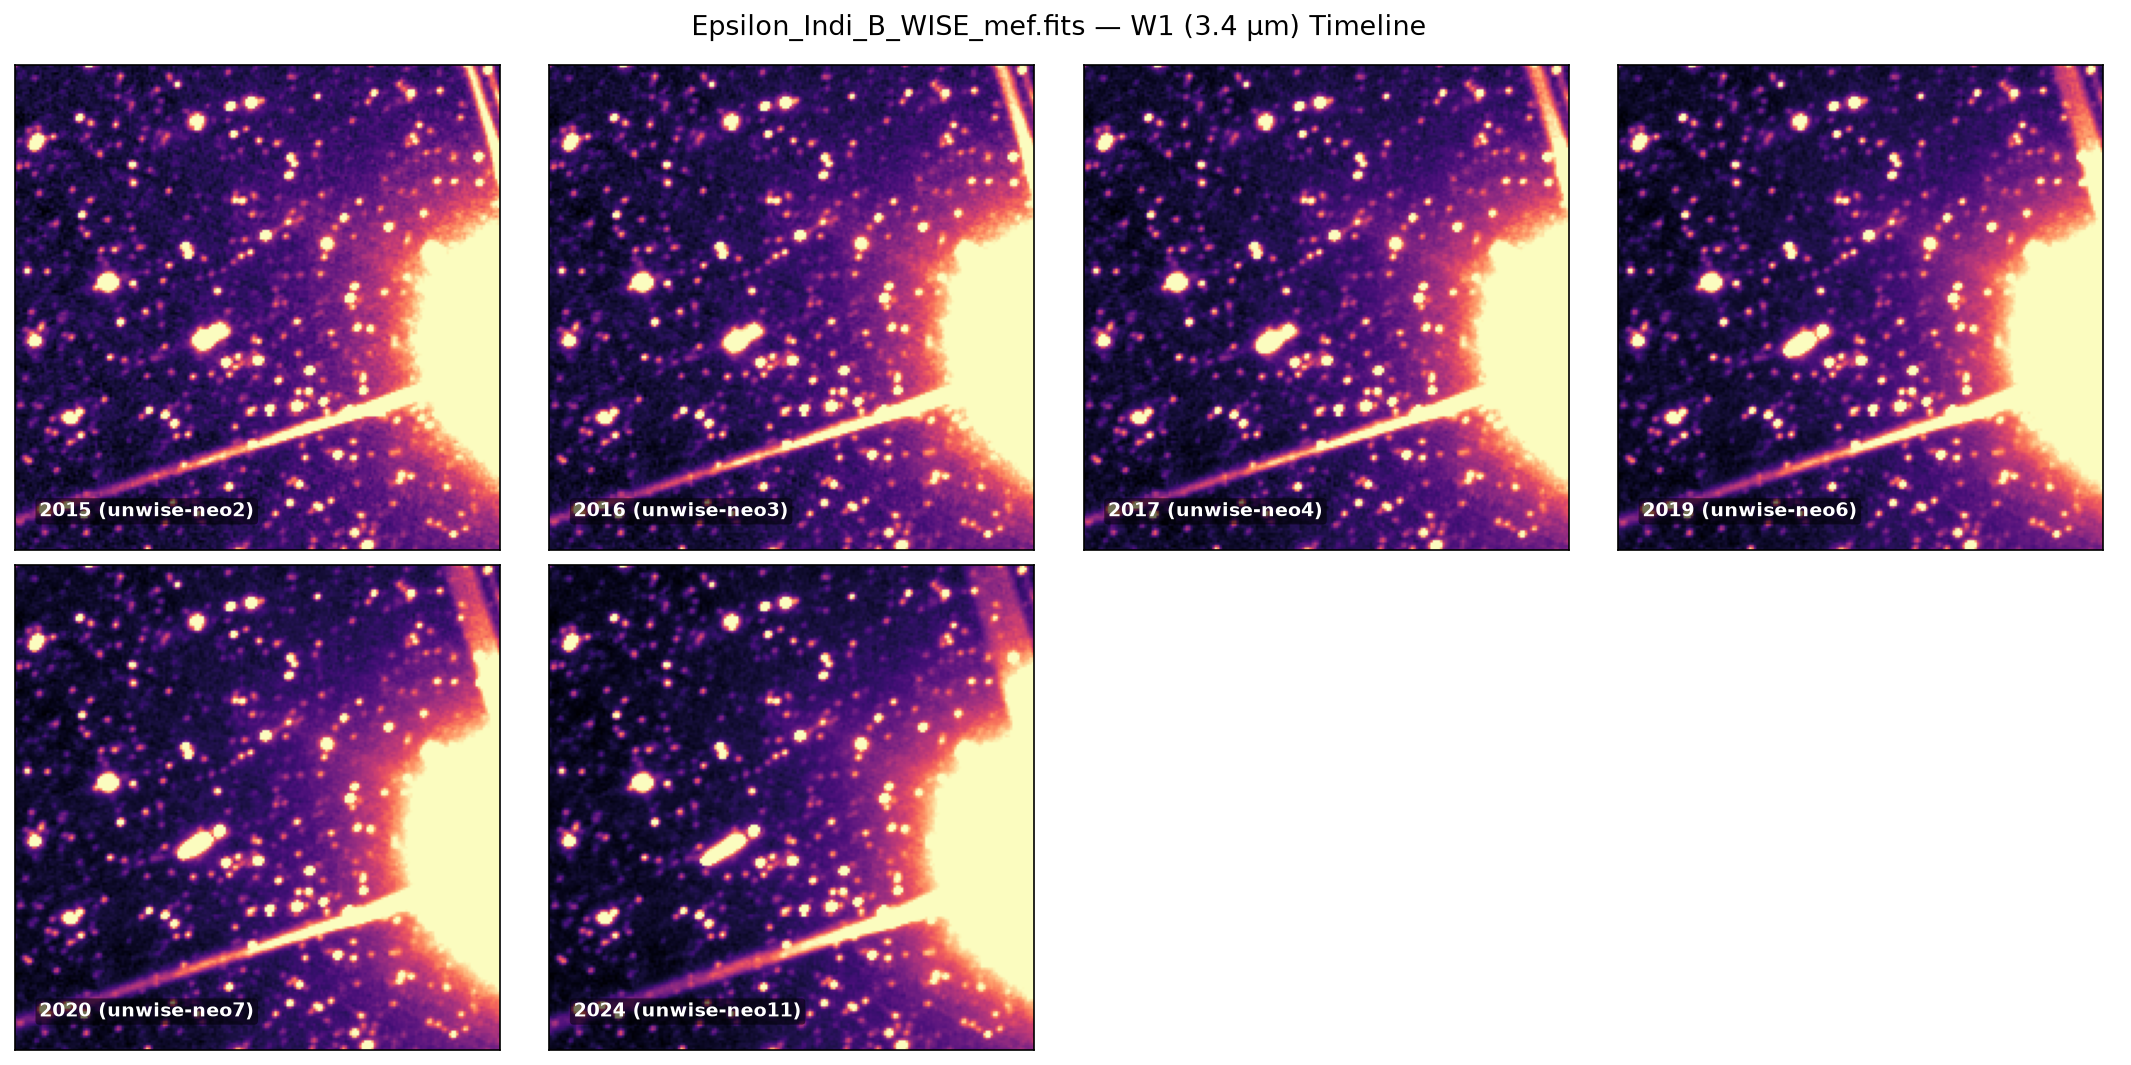 Epsilon_Indi_B_WISE_mef.fits — W1 (3.4 µm) Timeline
2015 (unwise-neo2)
2016 (unwise-neo3)
2017 (unwise-neo4)
2019 (unwise-neo6)
2020 (unwise-neo7)
2024 (unwise-neo11)